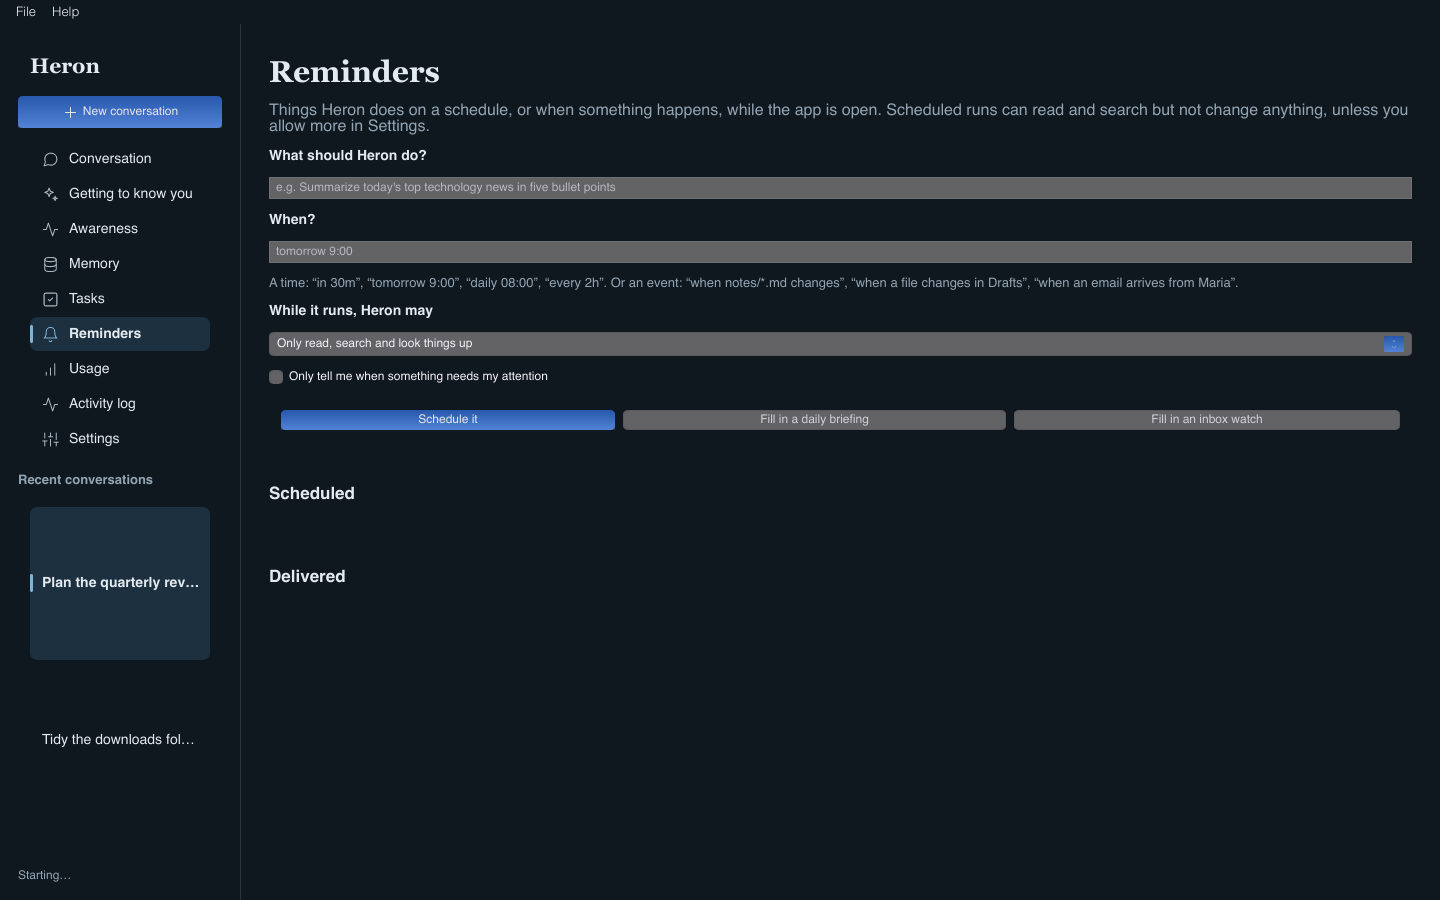 File Help
Heron
New conversation
Conversation
Getting to know you
Awareness
Memory
Tasks
Reminders
Usage
Activity log
Settings
Recent conversations
Plan the quarterly rev…
Tidy the downloads fol…
Starting…
Reminders
Things Heron does on a schedule, or when something happens, while the app is open. Scheduled runs can read and search but not change anything, unless you
allow more in Settings.
What should Heron do?
e.g. Summarize today's top technology news in five bullet points
When?
tomorrow 9:00
A time: “in 30m”, “tomorrow 9:00”, “daily 08:00”, “every 2h”. Or an event: “when notes/*.md changes”, “when a file changes in Drafts”, “when an email arrives from Maria”.
While it runs, Heron may
Only read, search and look things up
Only tell me when something needs my attention
Schedule it
Fill in a daily briefing
Fill in an inbox watch
Scheduled
Delivered